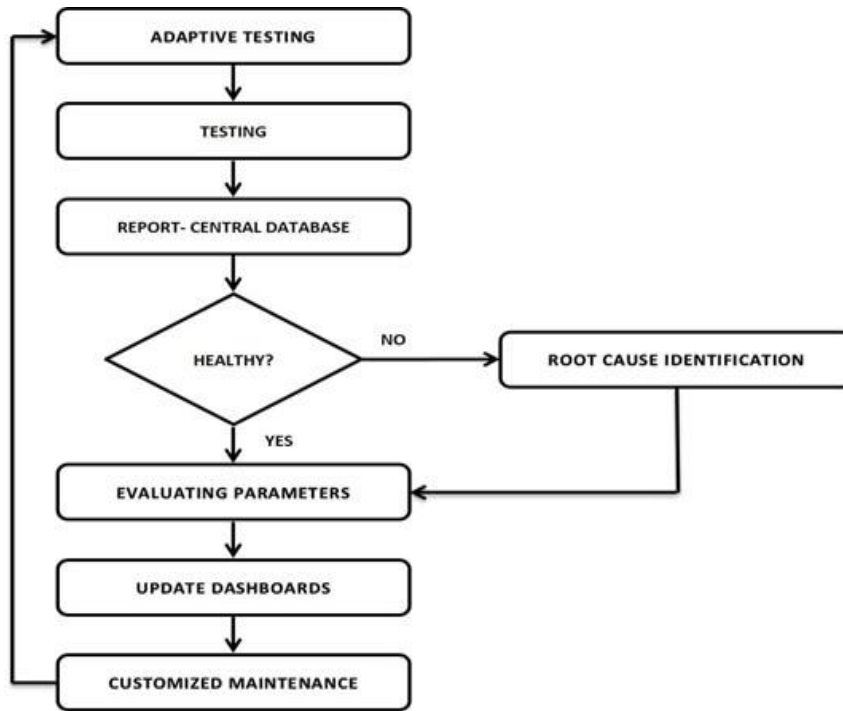 ADAPTIVE TESTING
TESTING
REPORT- CENTRAL DATABASE
HEALTHY?
NO
ROOT CAUSE IDENTIFICATION
YES
EVALUATING PARAMETERS
UPDATE DASHBOARDS
CUSTOMIZED MAINTENANCE